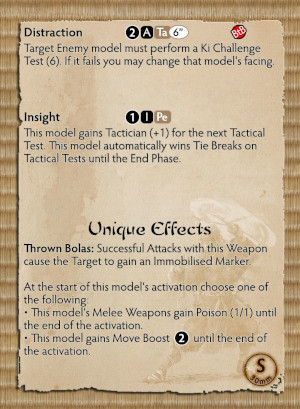 Distraction 2 A Ta 6" BtB
Target Enemy model must perform a Ki Challenge
Test (6). If it fails you may change that model's facing.
Insight 1 I Pe
This model gains Tactician (+1) for the next Tactical
Test. This model automatically wins Tie Breaks on
Tactical Tests until the End Phase.
Unique Effects
Thrown Bolas: Successful Attacks with this Weapon
cause the Target to gain an Immobilised Marker.
At the start of this model's activation choose one of
the following:
• This model's Melee Weapons gain Poison (1/1) until
the end of the activation.
• This model gains Move Boost 2 until the end of
the activation.
S
30mm